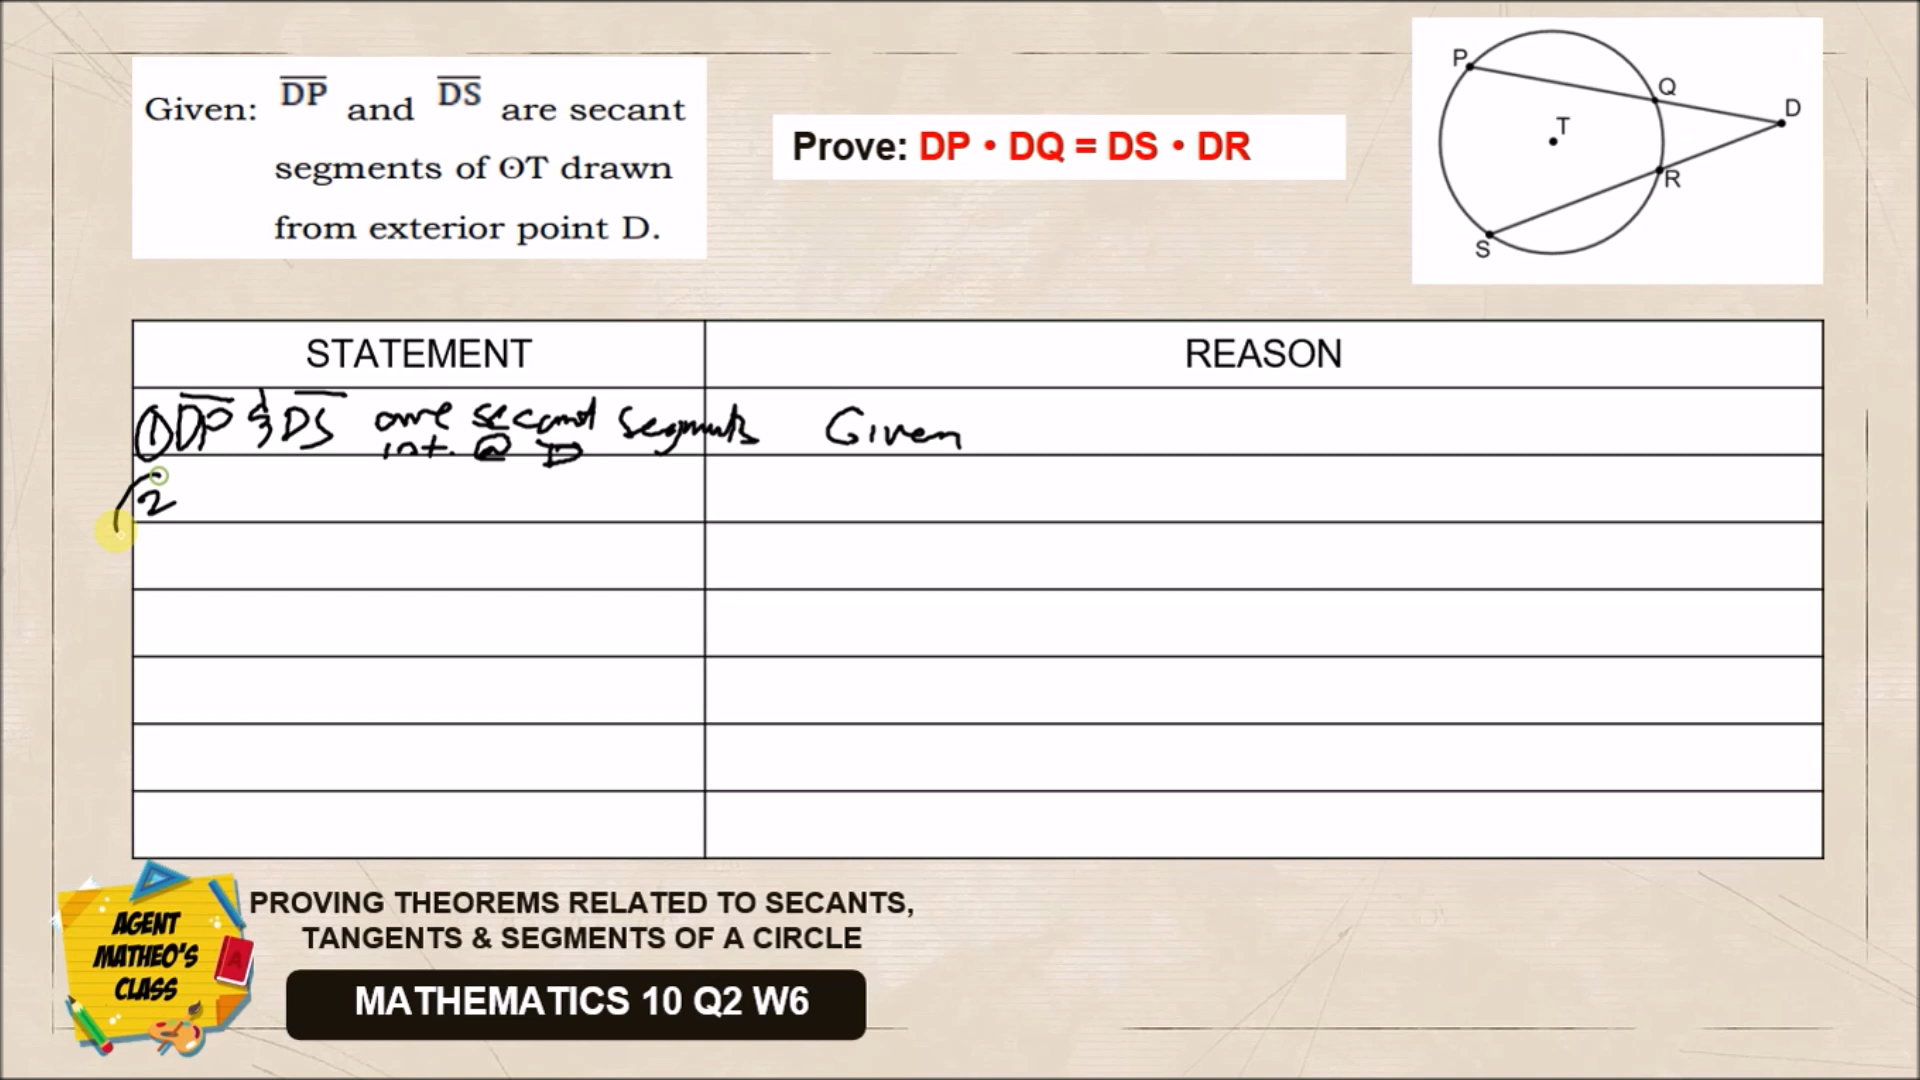 Given: DP and DS are secant
segments of ⊙T drawn
from exterior point D.
Prove: DP • DQ = DS • DR
P
Q
D
T
R
S
STATEMENT
REASON
① DP & DS are secant segments
int. @ D
Given
2
AGENT
MATHEO'S
CLASS
A
PROVING THEOREMS RELATED TO SECANTS,
TANGENTS & SEGMENTS OF A CIRCLE
MATHEMATICS 10 Q2 W6